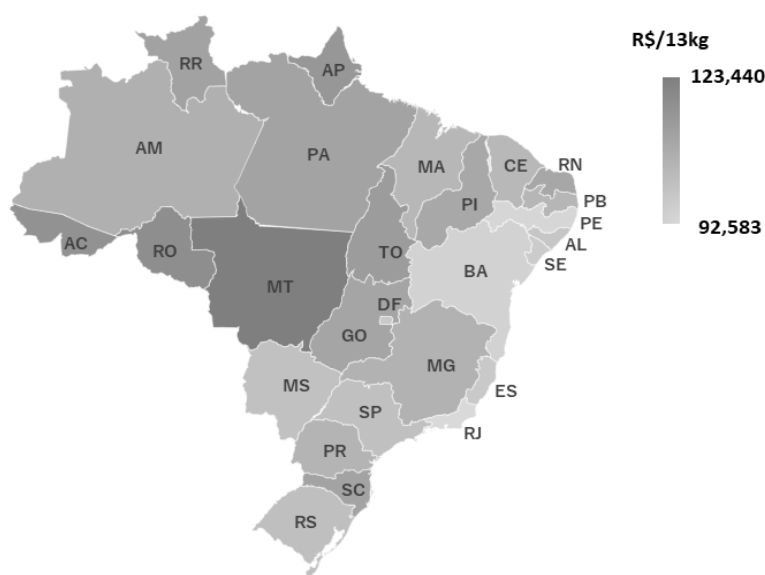 R$/13kg
123,440
92,583
RR
AP
AM
PA
MA
CE
RN
PI
PB
PE
AL
SE
AC
RO
TO
BA
MT
DF
GO
MG
MS
ES
SP
RJ
PR
SC
RS